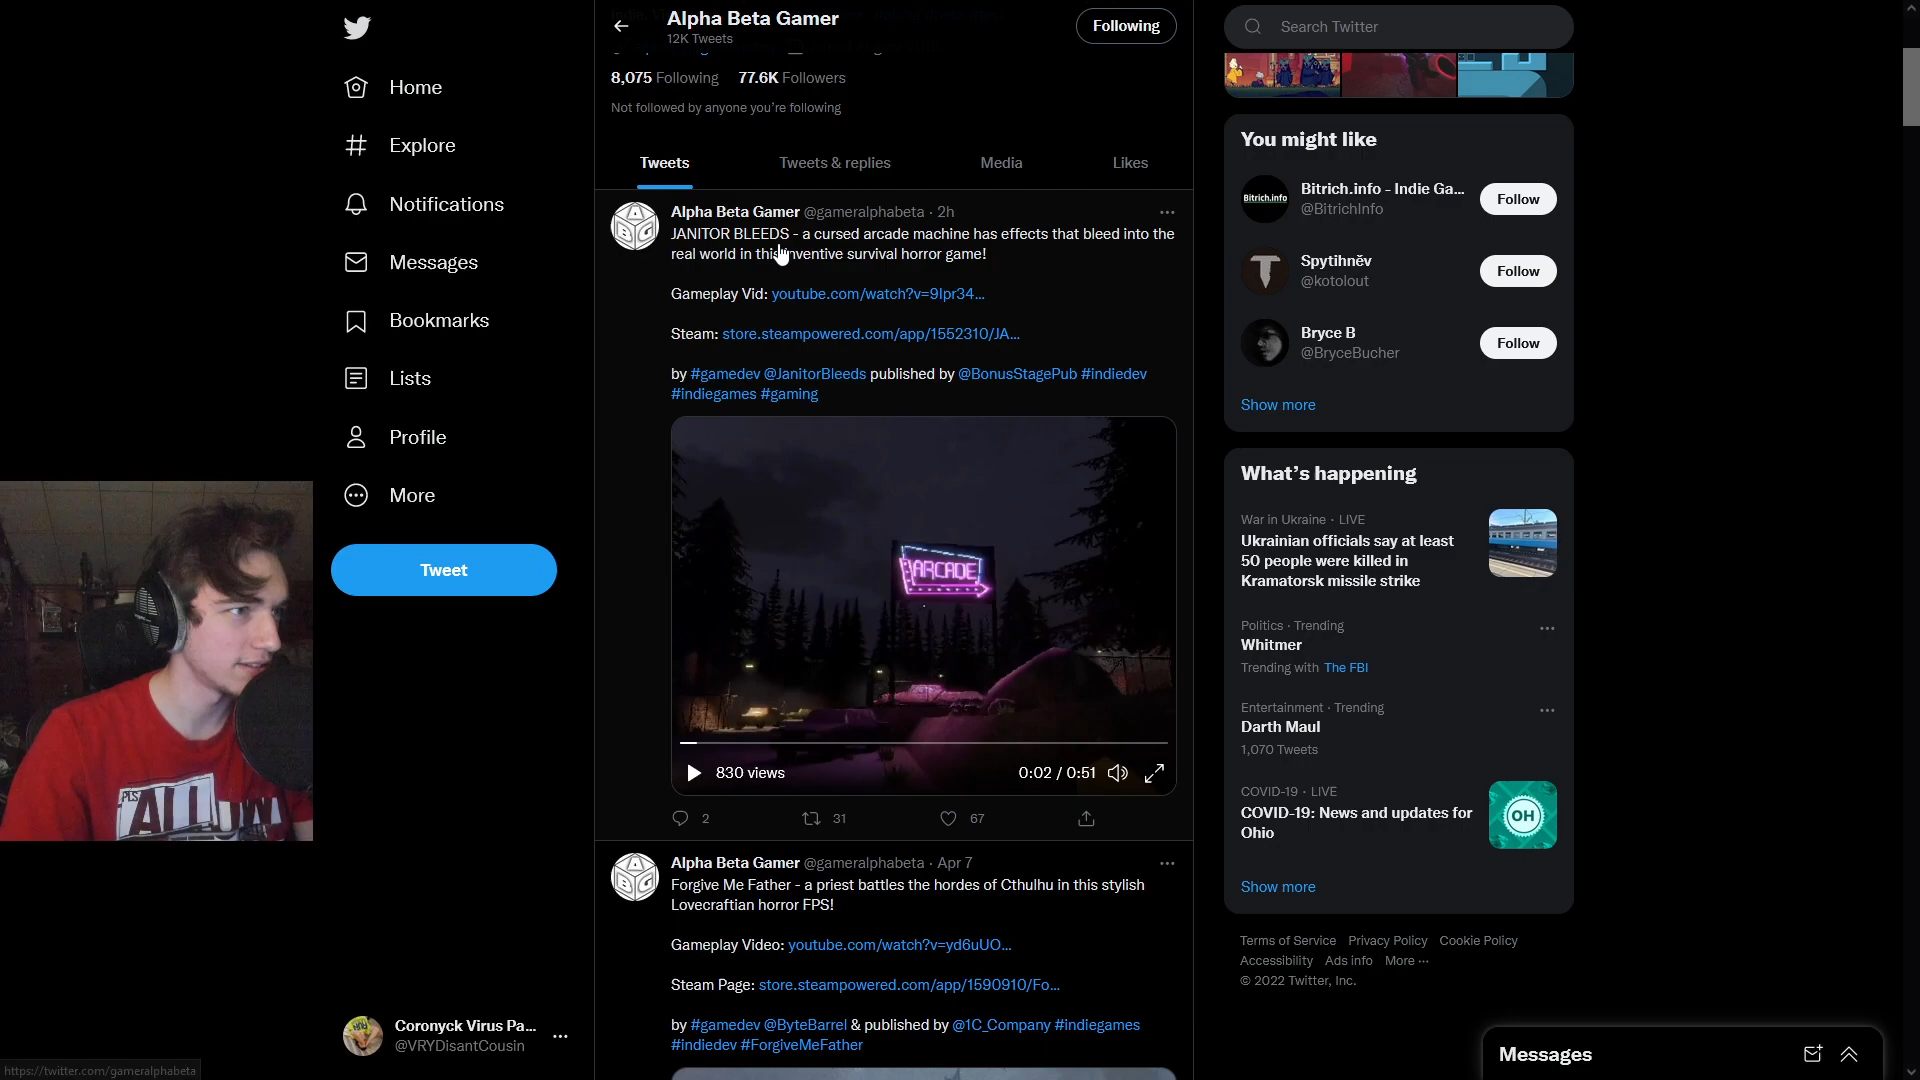 Alpha Beta Gamer
12K Tweets
Following
8,075 Following 77.6K Followers
Not followed by anyone you're following
Tweets
Tweets & replies
Media
Likes
Home
Explore
Notifications
Messages
Bookmarks
Lists
Profile
More
Tweet
Coronyck Virus Pa...
@VRYDisantCousin
https://twitter.com/gameralphabeta
Alpha Beta Gamer @gameralphabeta · 2h
JANITOR BLEEDS - a cursed arcade machine has effects that bleed into the
real world in this inventive survival horror game!
Gameplay Vid: youtube.com/watch?v=9Ipr34...
Steam: store.steampowered.com/app/1552310/JA...
by #gamedev @JanitorBleeds published by @BonusStagePub #indiedev
#indiegames #gaming
ARCADE
830 views
0:02 / 0:51
2
31
67
Alpha Beta Gamer @gameralphabeta · Apr 7
Forgive Me Father - a priest battles the hordes of Cthulhu in this stylish
Lovecraftian horror FPS!
Gameplay Video: youtube.com/watch?v=yd6uUO...
Steam Page: store.steampowered.com/app/1590910/Fo...
by #gamedev @ByteBarrel & published by @1C_Company #indiegames
#indiedev #ForgiveMeFather
Search Twitter
You might like
Bitrich.info
Bitrich.info - Indie Ga...
@BitrichInfo
Follow
Spytihněv
@kotolout
Follow
Bryce B
@BryceBucher
Follow
Show more
What's happening
War in Ukraine · LIVE
Ukrainian officials say at least
50 people were killed in
Kramatorsk missile strike
Politics · Trending
Whitmer
Trending with The FBI
Entertainment · Trending
Darth Maul
1,070 Tweets
COVID-19 · LIVE
COVID-19: News and updates for
Ohio
OH
Show more
Terms of Service Privacy Policy Cookie Policy
Accessibility Ads info More ···
© 2022 Twitter, Inc.
Messages